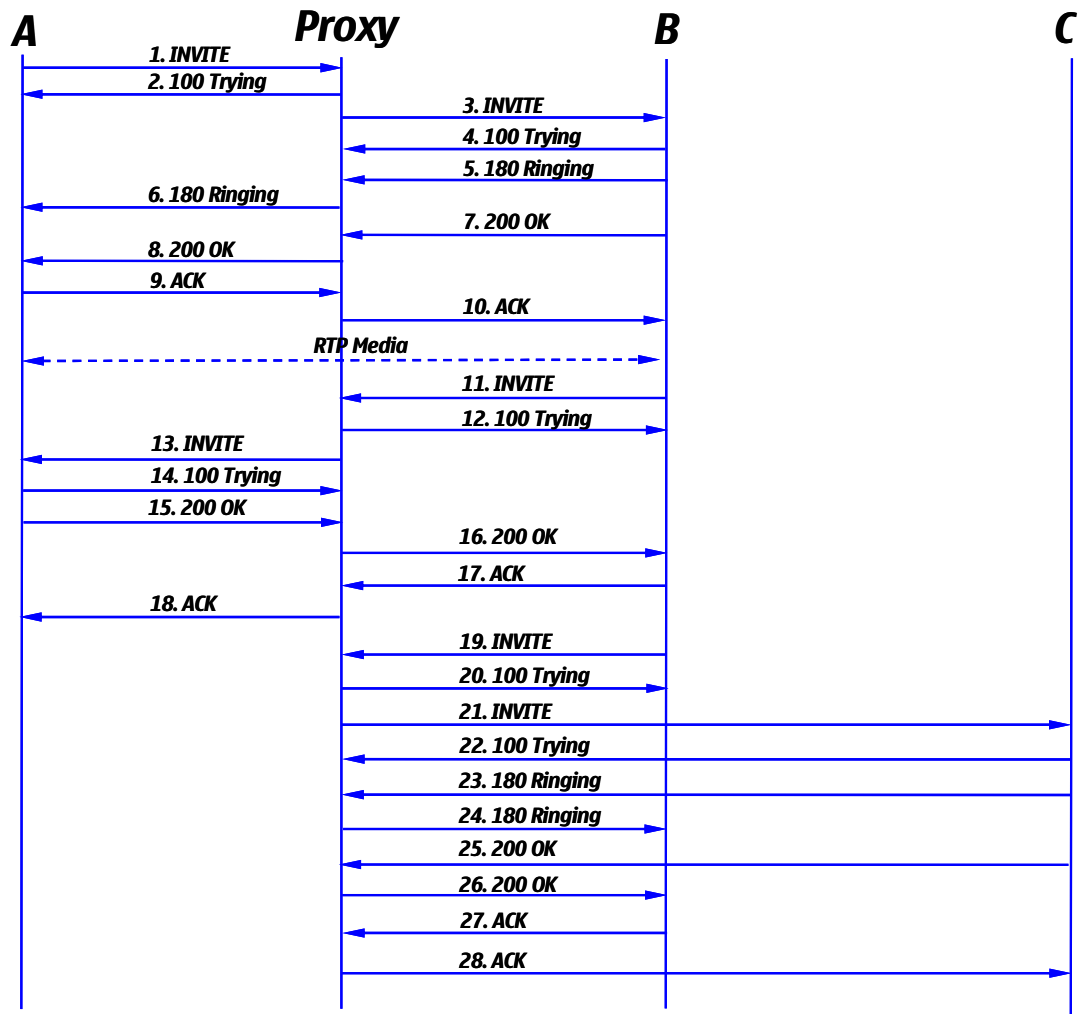 A
Proxy
B
C
1. INVITE
2. 100 Trying
3. INVITE
4. 100 Trying
5. 180 Ringing
6. 180 Ringing
7. 200 OK
8. 200 OK
9. ACK
10. ACK
RTP Media
11. INVITE
12. 100 Trying
13. INVITE
14. 100 Trying
15. 200 OK
16. 200 OK
17. ACK
18. ACK
19. INVITE
20. 100 Trying
21. INVITE
22. 100 Trying
23. 180 Ringing
24. 180 Ringing
25. 200 OK
26. 200 OK
27. ACK
28. ACK